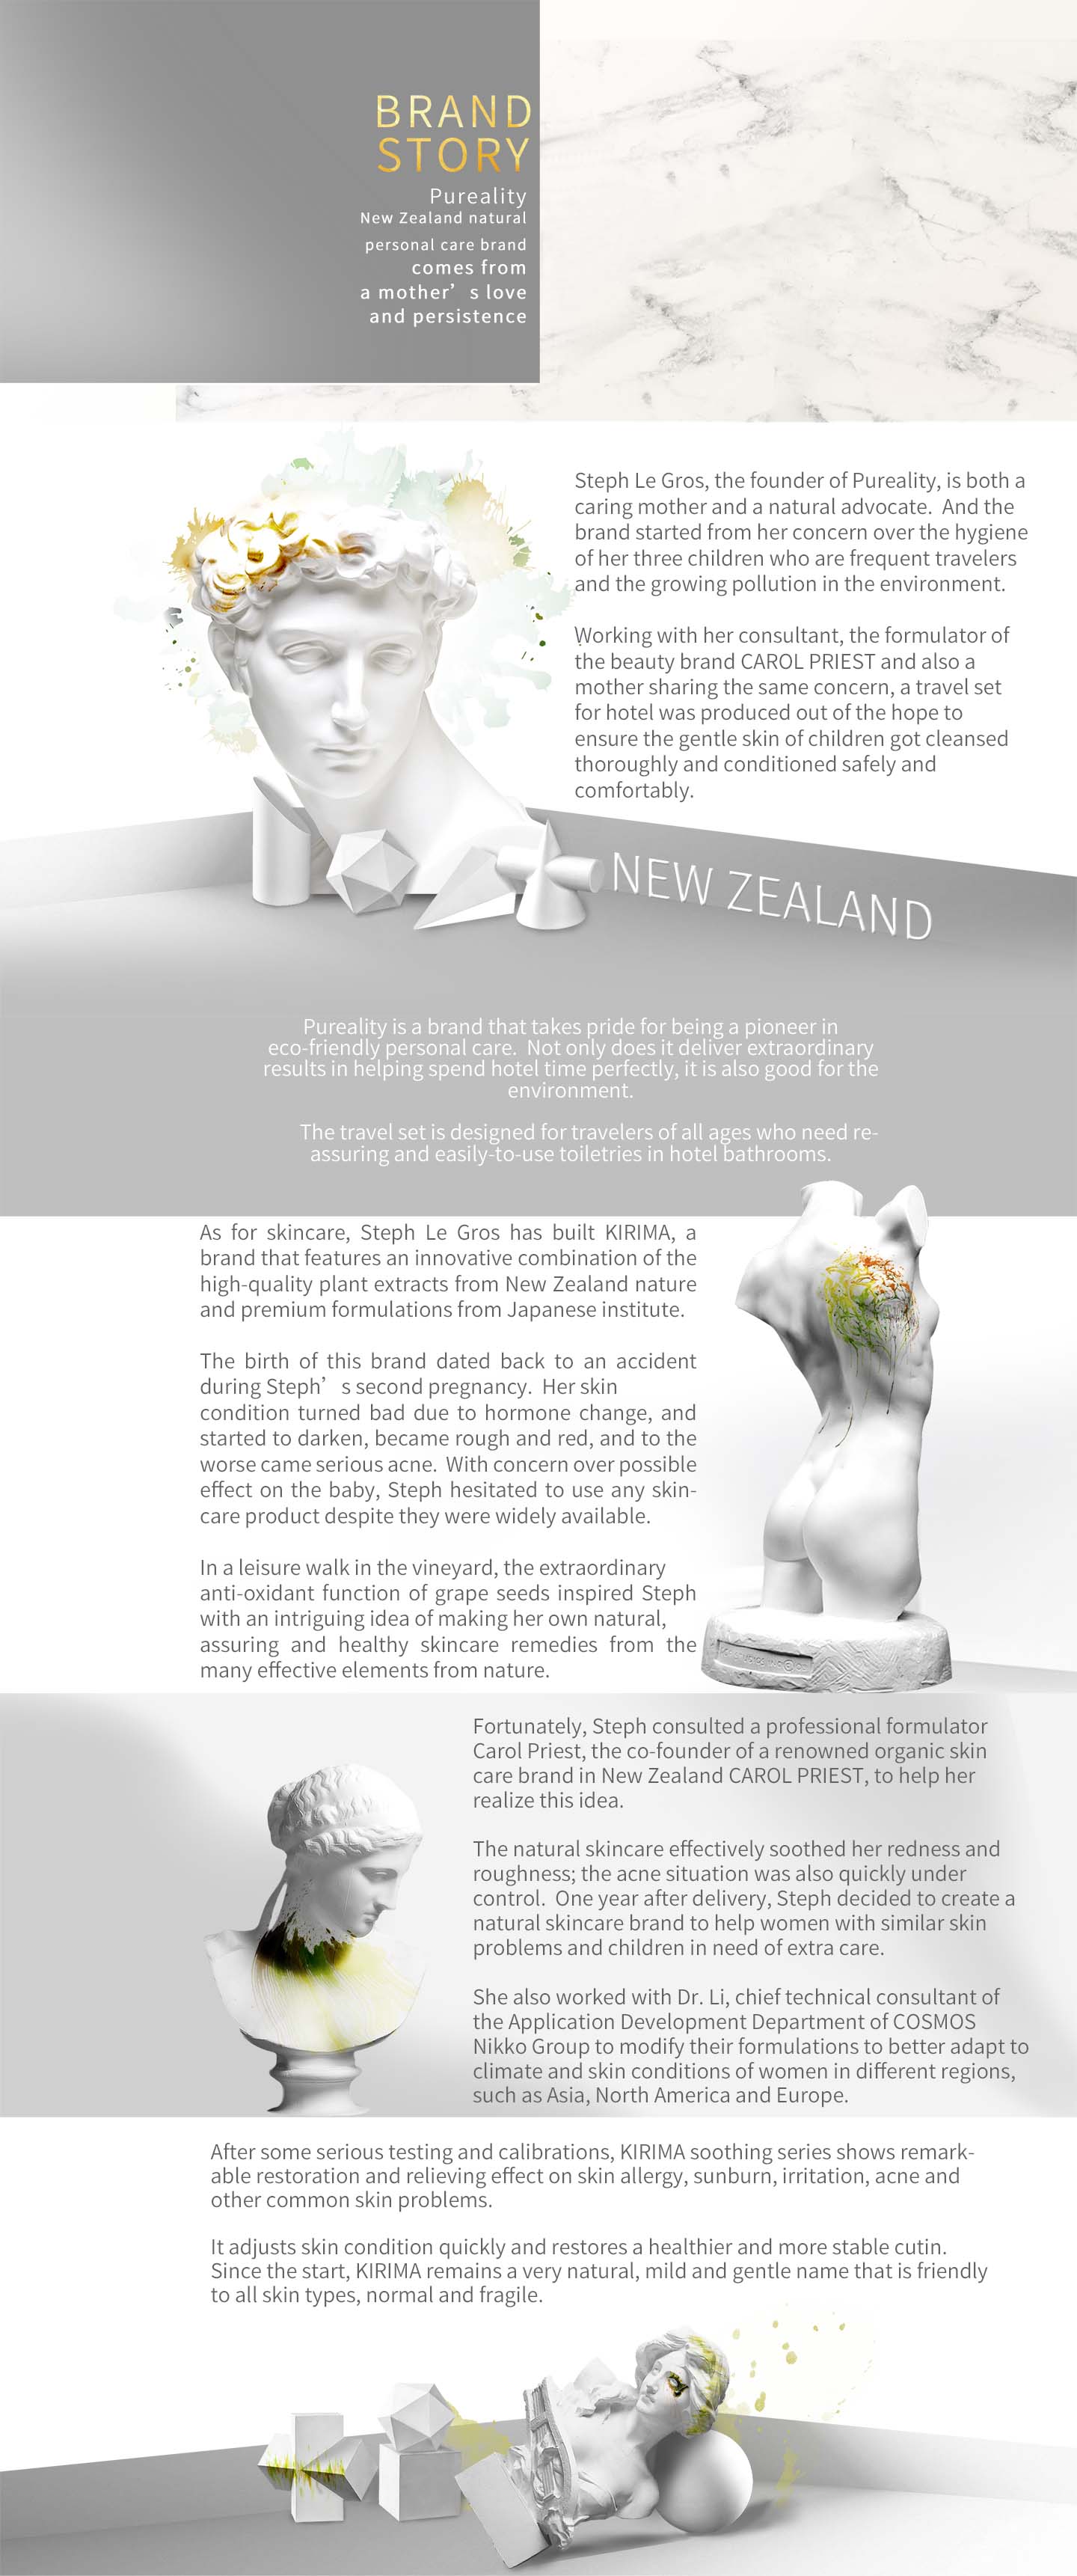 BRAND
STORY
Pureality
New Zealand natural
personal care brand
comes from
a mother’s love
and persistence
Steph Le Gros, the founder of Pureality, is both a
caring mother and a natural advocate. And the
brand started from her concern over the hygiene
of her three children who are frequent travelers
and the growing pollution in the environment.
Working with her consultant, the formulator of
the beauty brand CAROL PRIEST and also a
mother sharing the same concern, a travel set
for hotel was produced out of the hope to
ensure the gentle skin of children got cleansed
thoroughly and conditioned safely and
comfortably.
NEW ZEALAND
Pureality is a brand that takes pride for being a pioneer in
eco-friendly personal care. Not only does it deliver extraordinary
results in helping spend hotel time perfectly, it is also good for the
environment.
The travel set is designed for travelers of all ages who need re-
assuring and easily-to-use toiletries in hotel bathrooms.
As for skincare, Steph Le Gros has built KIRIMA, a
brand that features an innovative combination of the
high-quality plant extracts from New Zealand nature
and premium formulations from Japanese institute.
The birth of this brand dated back to an accident
during Steph’s second pregnancy. Her skin
condition turned bad due to hormone change, and
started to darken, became rough and red, and to the
worse came serious acne. With concern over possible
effect on the baby, Steph hesitated to use any skin-
care product despite they were widely available.
In a leisure walk in the vineyard, the extraordinary
anti-oxidant function of grape seeds inspired Steph
with an intriguing idea of making her own natural,
assuring and healthy skincare remedies from the
many effective elements from nature.
Fortunately, Steph consulted a professional formulator
Carol Priest, the co-founder of a renowned organic skin
care brand in New Zealand CAROL PRIEST, to help her
realize this idea.
The natural skincare effectively soothed her redness and
roughness; the acne situation was also quickly under
control. One year after delivery, Steph decided to create a
natural skincare brand to help women with similar skin
problems and children in need of extra care.
She also worked with Dr. Li, chief technical consultant of
the Application Development Department of COSMOS
Nikko Group to modify their formulations to better adapt to
climate and skin conditions of women in different regions,
such as Asia, North America and Europe.
After some serious testing and calibrations, KIRIMA soothing series shows remark-
able restoration and relieving effect on skin allergy, sunburn, irritation, acne and
other common skin problems.
It adjusts skin condition quickly and restores a healthier and more stable cutin.
Since the start, KIRIMA remains a very natural, mild and gentle name that is friendly
to all skin types, normal and fragile.